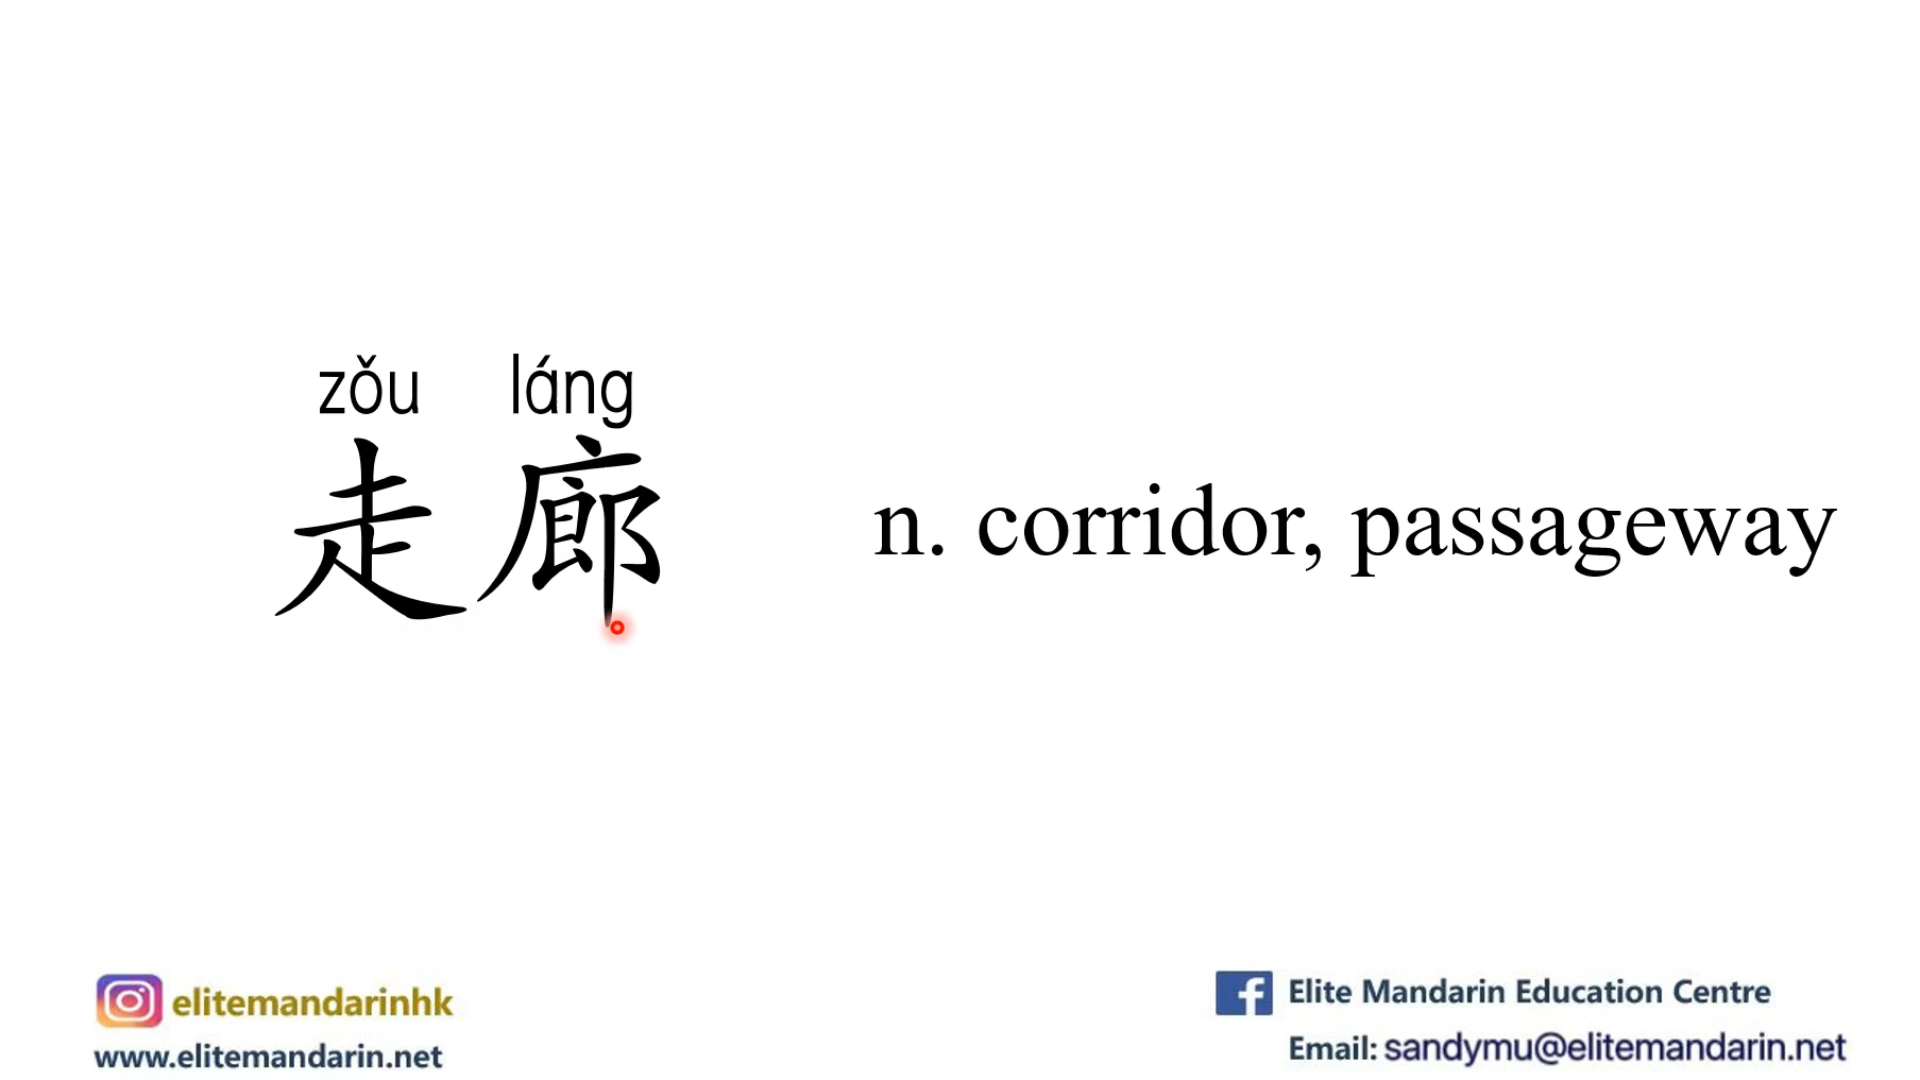 zǒu láng
走廊
n. corridor, passageway
elitemandarinhk
www.elitemandarin.net
Elite Mandarin Education Centre
Email: sandymu@elitemandarin.net